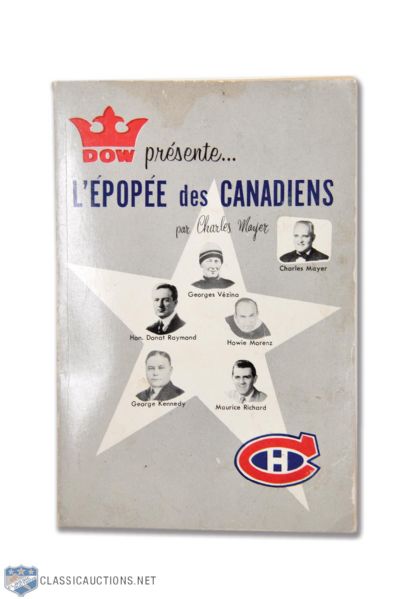 DOW présente...
L'ÉPOPÉE des CANADIENS
par Charles Mayer
Charles Mayer
Georges Vézina
Hon. Donat Raymond
Howie Morenz
George Kennedy
Maurice Richard
CH
CLASSICAUCTIONS.NET